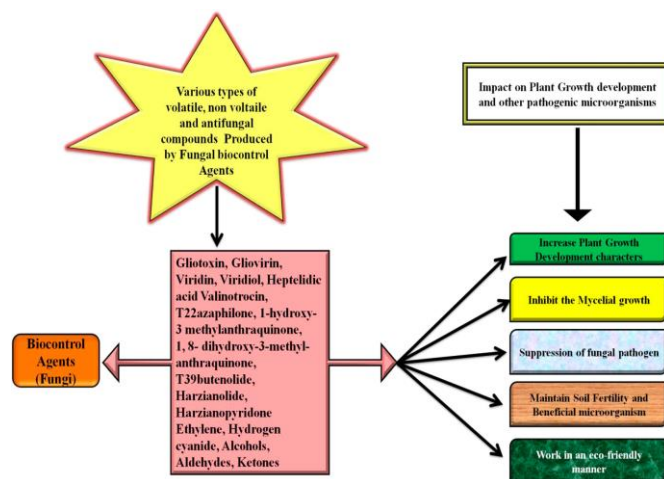 Various types of
volatile, non voltaile
and antifungal
compounds Produced
by Fungal biocontrol
Agents
Impact on Plant Growth development
and other pathogenic microorganisms
Gliotoxin, Gliovirin,
Viridin, Viridiol, Heptelidic
acid Valinotrocin,
T22azaphilone, 1-hydroxy-
3 methylanthraquinone,
1, 8- dihydroxy-3-methyl-
anthraquinone,
T39butenolide,
Harzianolide,
Harzianopyridone
Ethylene, Hydrogen
cyanide, Alcohols,
Aldehydes, Ketones
Biocontrol
Agents
(Fungi)
Increase Plant Growth
Development characters
Inhibit the Mycelial growth
Suppression of fungal pathogen
Maintain Soil Fertility and
Beneficial microorganism
Work in an eco-friendly
manner